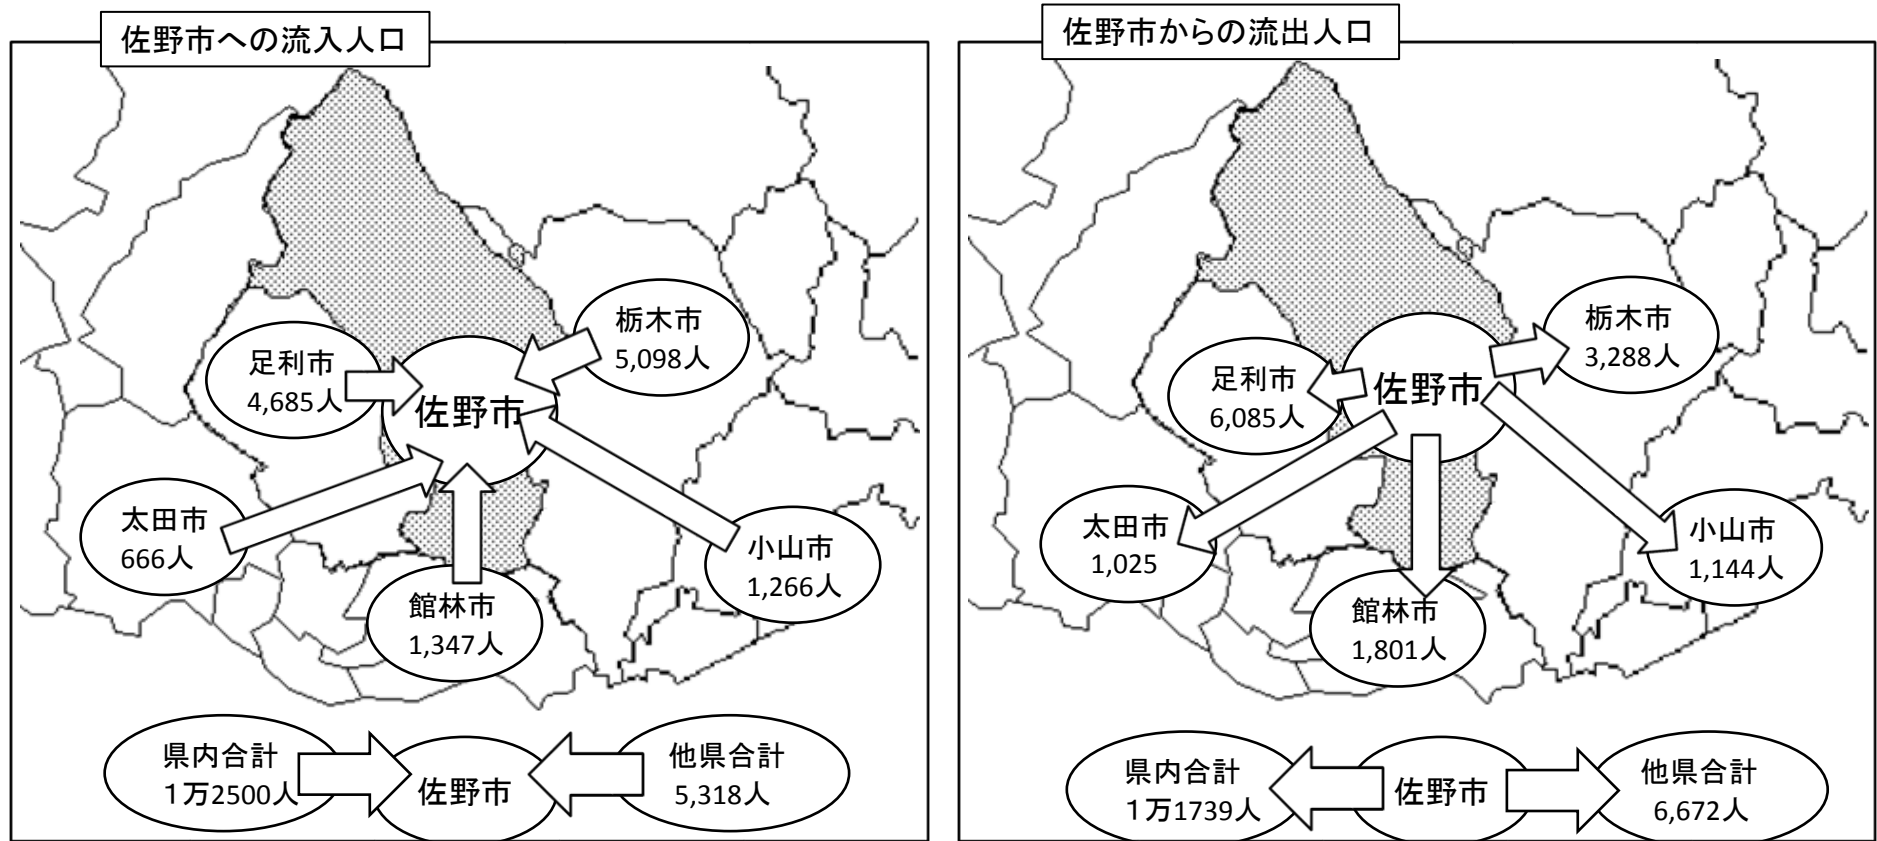 佐野市への流入人口
栃木市
5,098人
足利市
4,685人
佐野市
太田市
666人
小山市
1,266人
館林市
1,347人
県内合計
1万2500人
佐野市
他県合計
5,318人
佐野市からの流出人口
栃木市
3,288人
足利市
6,085人
佐野市
太田市
1,025
小山市
1,144人
館林市
1,801人
県内合計
1万1739人
佐野市
他県合計
6,672人